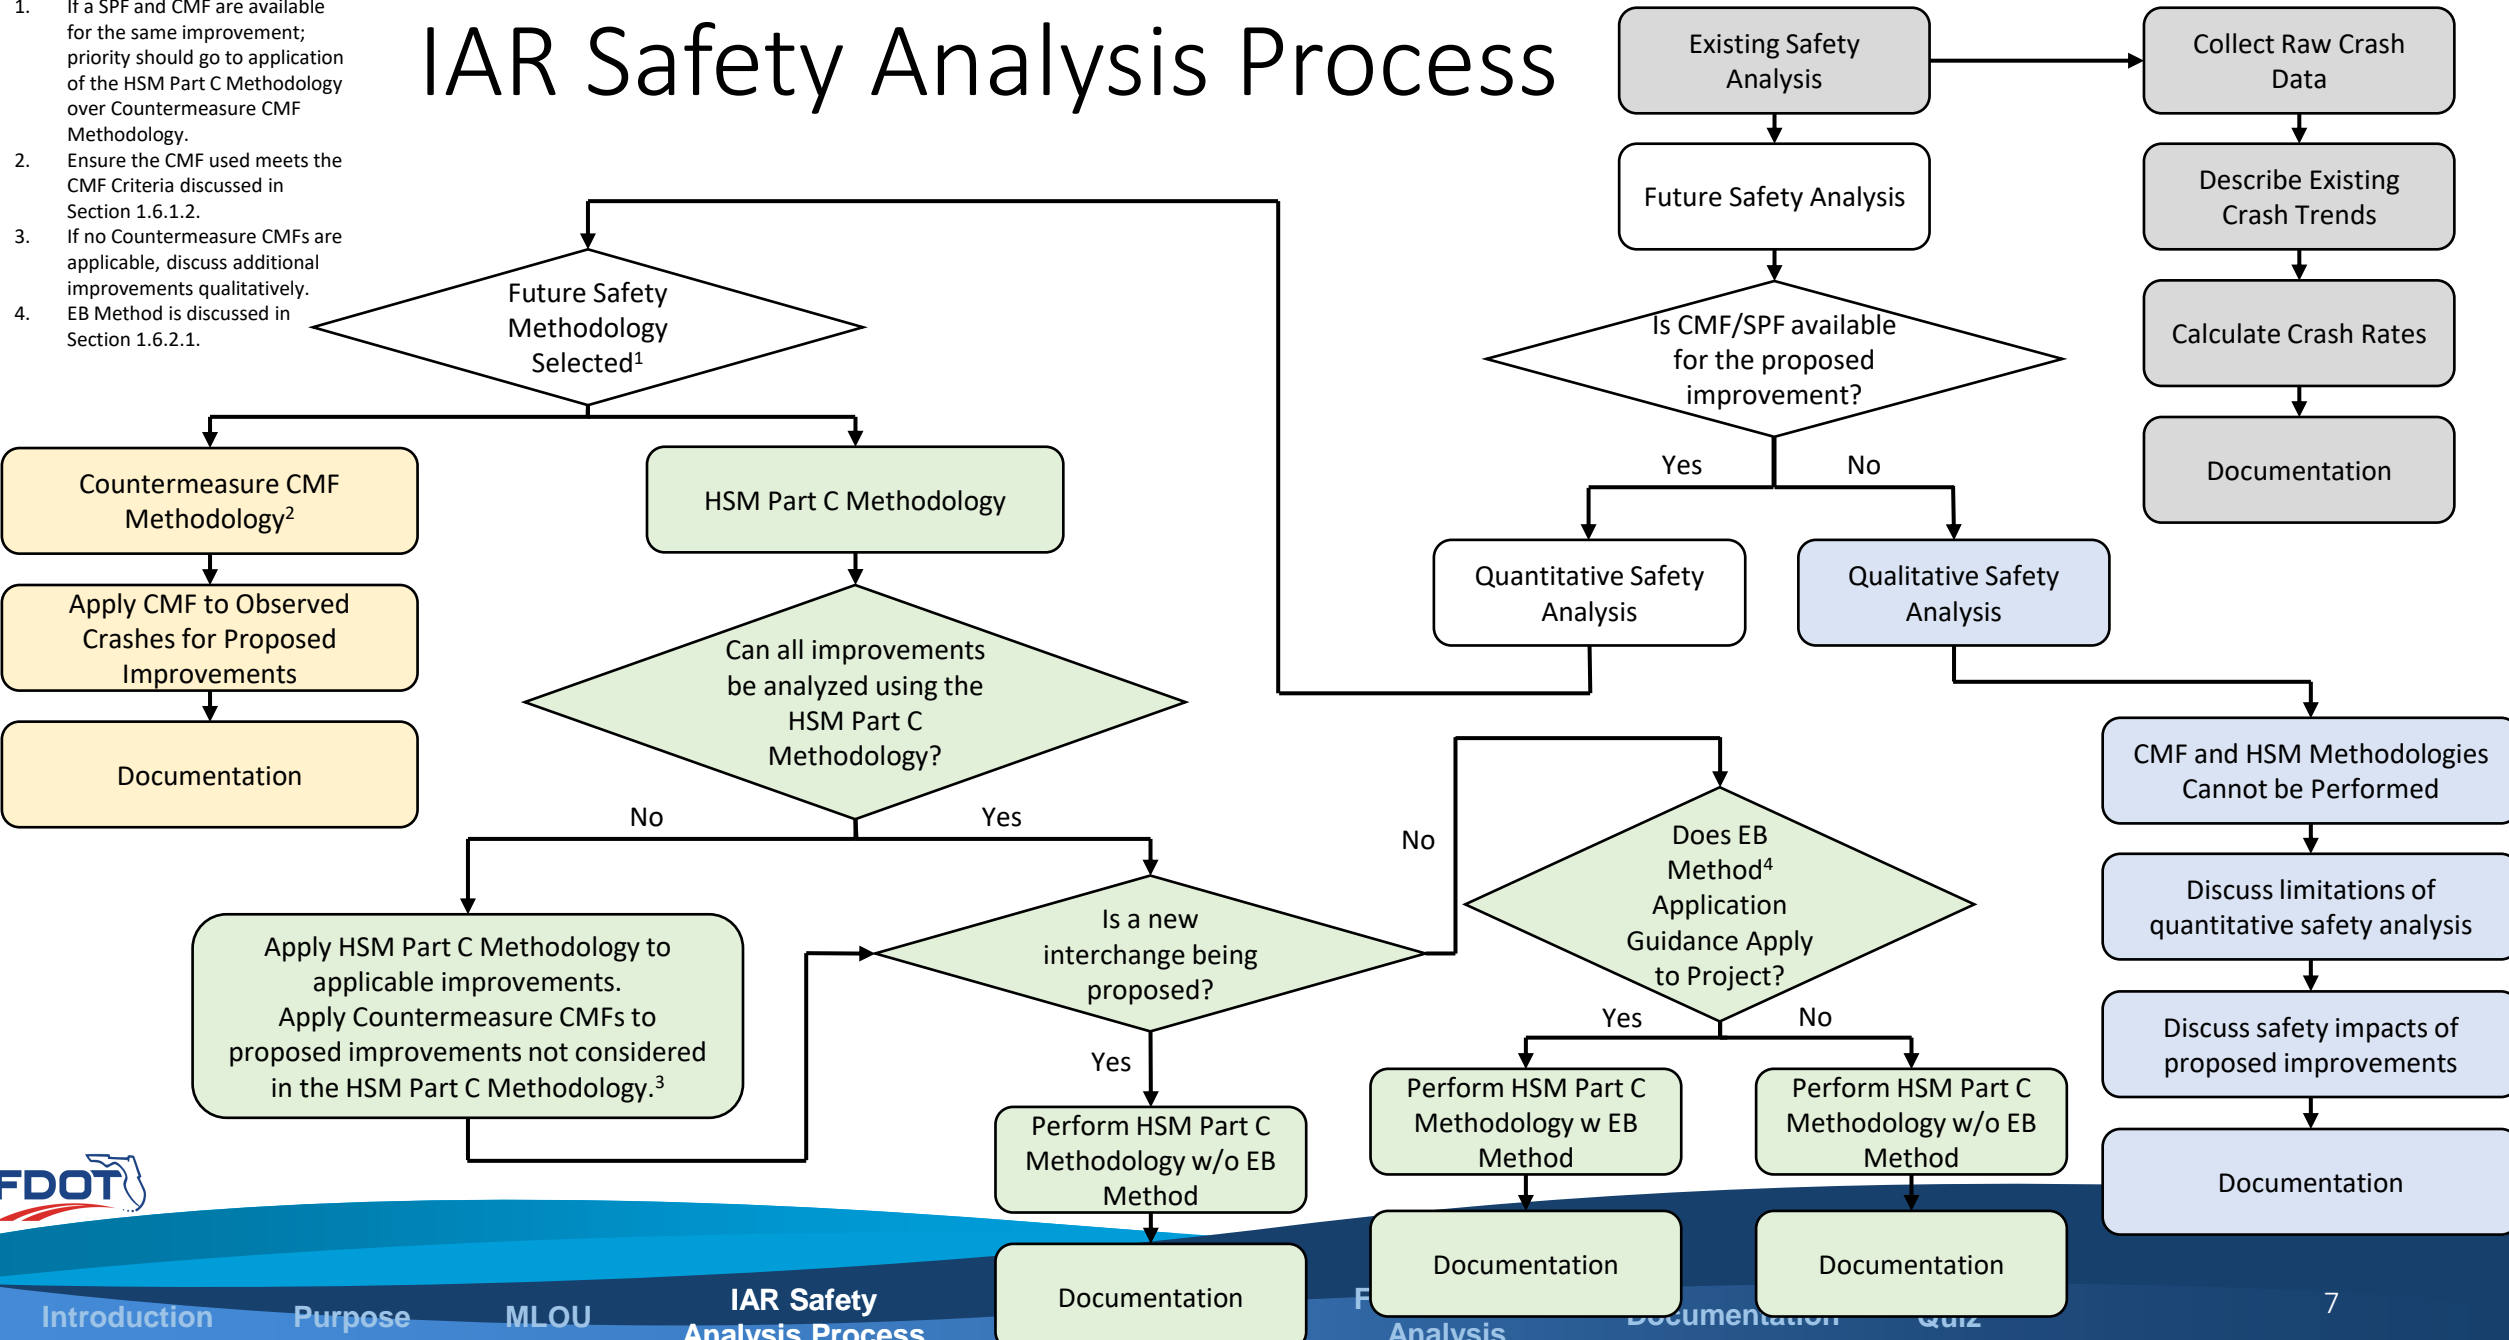 1. If a SPF and CMF are available
for the same improvement;
priority should go to application
of the HSM Part C Methodology
over Countermeasure CMF
Methodology.
2. Ensure the CMF used meets the
CMF Criteria discussed in
Section 1.6.1.2.
3. If no Countermeasure CMFs are
applicable, discuss additional
improvements qualitatively.
4. EB Method is discussed in
Section 1.6.2.1.
IAR Safety Analysis Process
Existing Safety
Analysis
Collect Raw Crash
Data
Future Safety Analysis
Describe Existing
Crash Trends
Is CMF/SPF available
for the proposed
improvement?
Calculate Crash Rates
Documentation
Yes
No
Quantitative Safety
Analysis
Qualitative Safety
Analysis
Future Safety
Methodology
Selected1
Countermeasure CMF
Methodology2
HSM Part C Methodology
Apply CMF to Observed
Crashes for Proposed
Improvements
Documentation
Can all improvements
be analyzed using the
HSM Part C
Methodology?
No
Yes
Apply HSM Part C Methodology to
applicable improvements.
Apply Countermeasure CMFs to
proposed improvements not considered
in the HSM Part C Methodology.3
Is a new
interchange being
proposed?
No
Yes
Does EB
Method4
Application
Guidance Apply
to Project?
Yes
No
Perform HSM Part C
Methodology w/o EB
Method
Documentation
Perform HSM Part C
Methodology w EB
Method
Documentation
Perform HSM Part C
Methodology w/o EB
Method
Documentation
CMF and HSM Methodologies
Cannot be Performed
Discuss limitations of
quantitative safety analysis
Discuss safety impacts of
proposed improvements
Documentation
FDOT
Introduction
Purpose
MLOU
IAR Safety
Analysis Process
Analysis
Documentation
Quiz
7